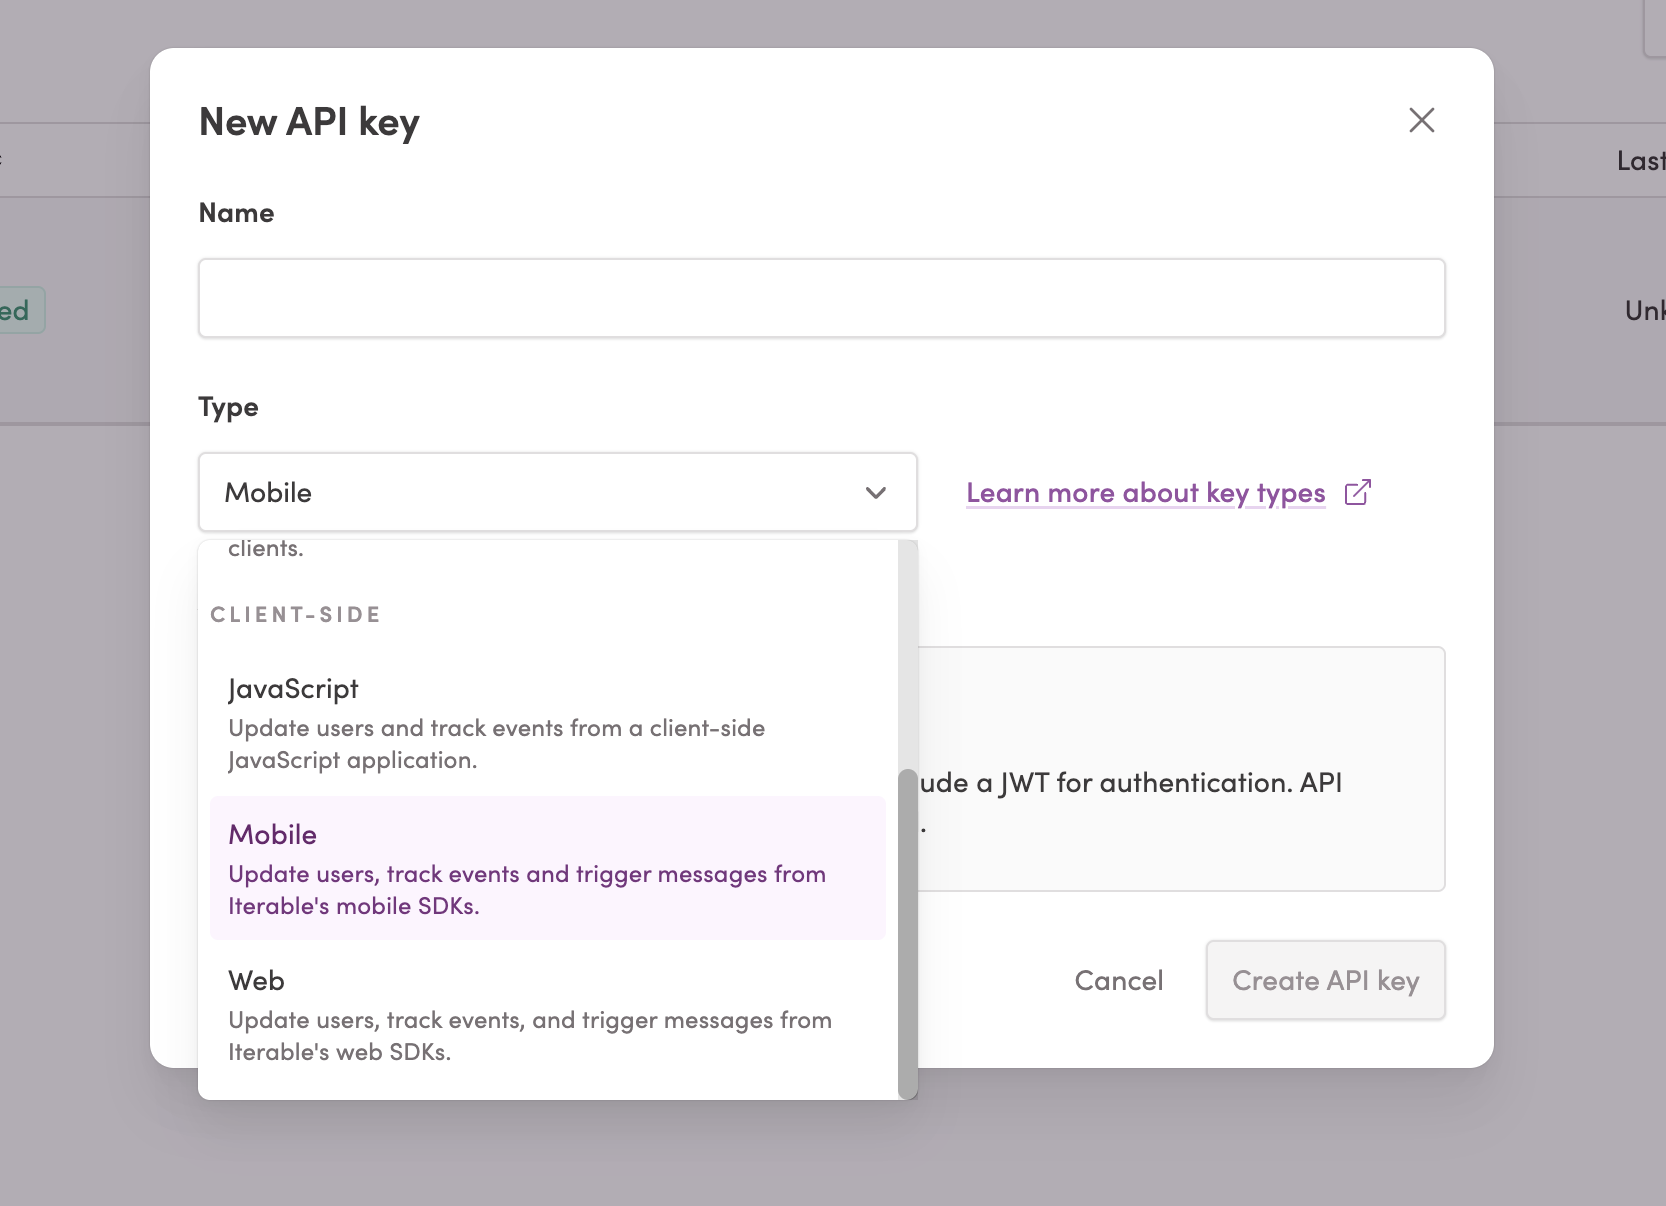 New API key
Last
Name
ed
Type
Mobile
Learn more about key types
clients.
CLIENT-SIDE
JavaScript
Update users and track events from a client-side
JavaScript application.
ude a JWT for authentication. API
.
Mobile
Update users, track events and trigger messages from
Iterable's mobile SDKs.
Web
Update users, track events, and trigger messages from
Iterable's web SDKs.
Cancel
Create API key